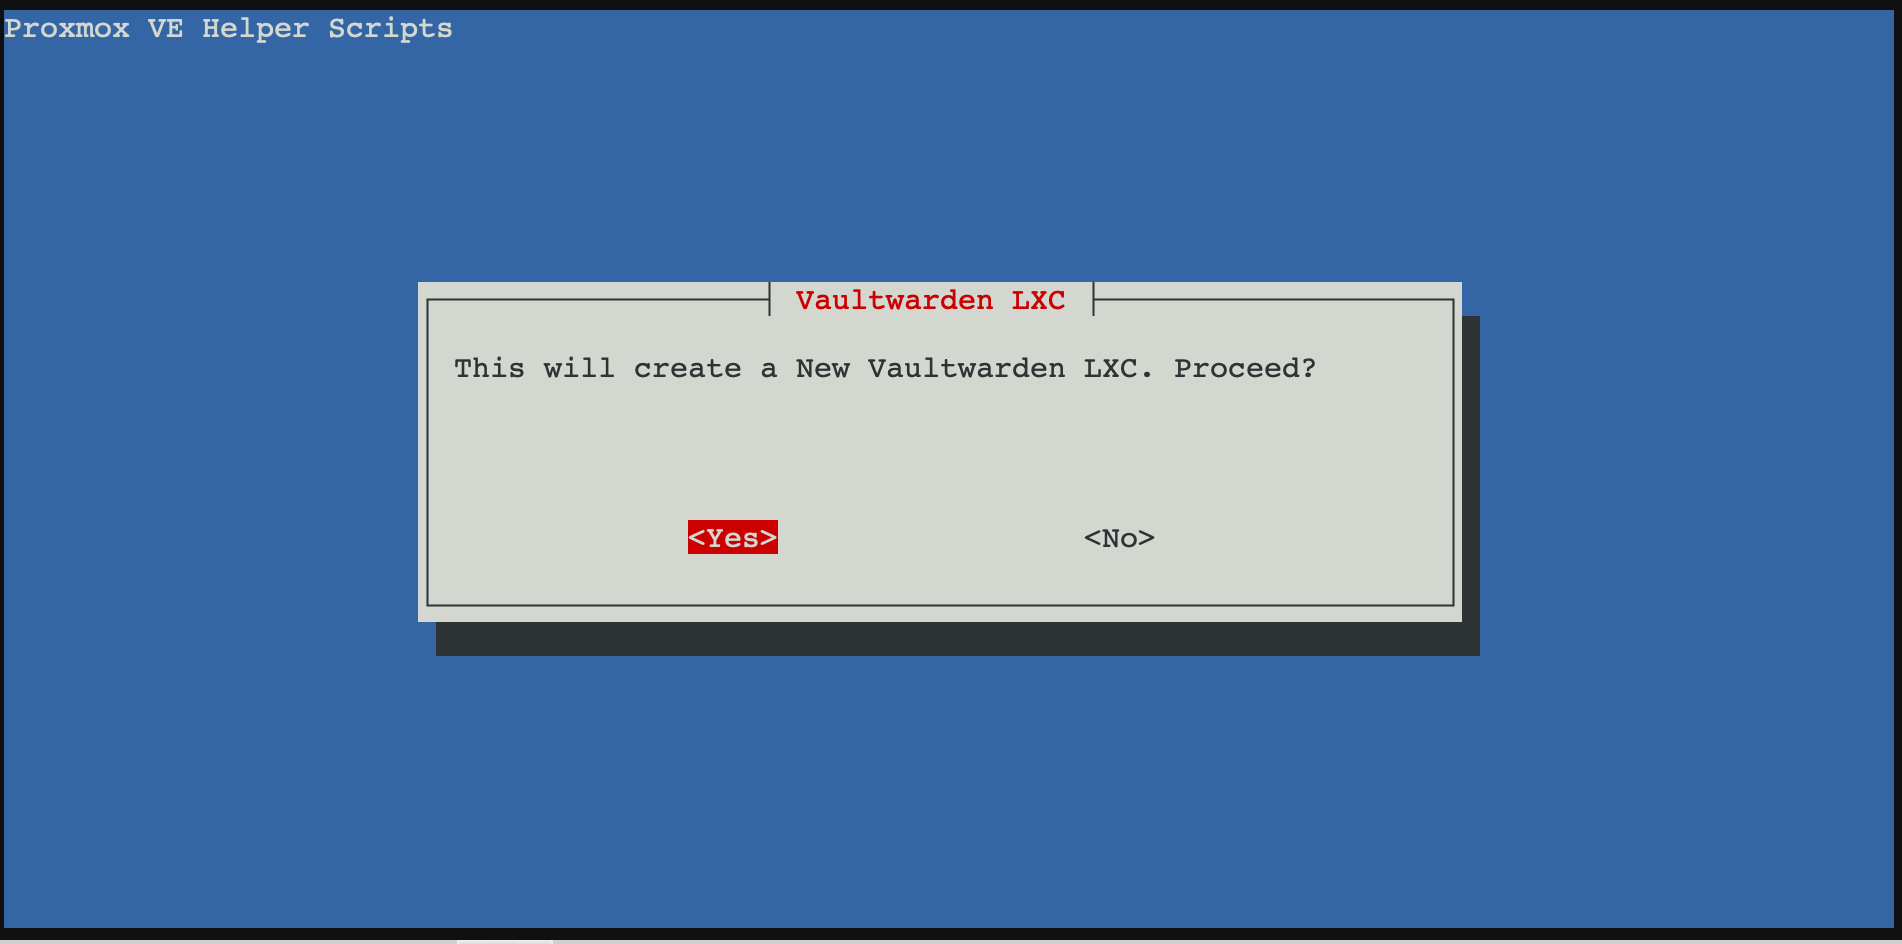 Proxmox VE Helper Scripts
Vaultwarden LXC
This will create a New Vaultwarden LXC. Proceed?
<Yes> <No>